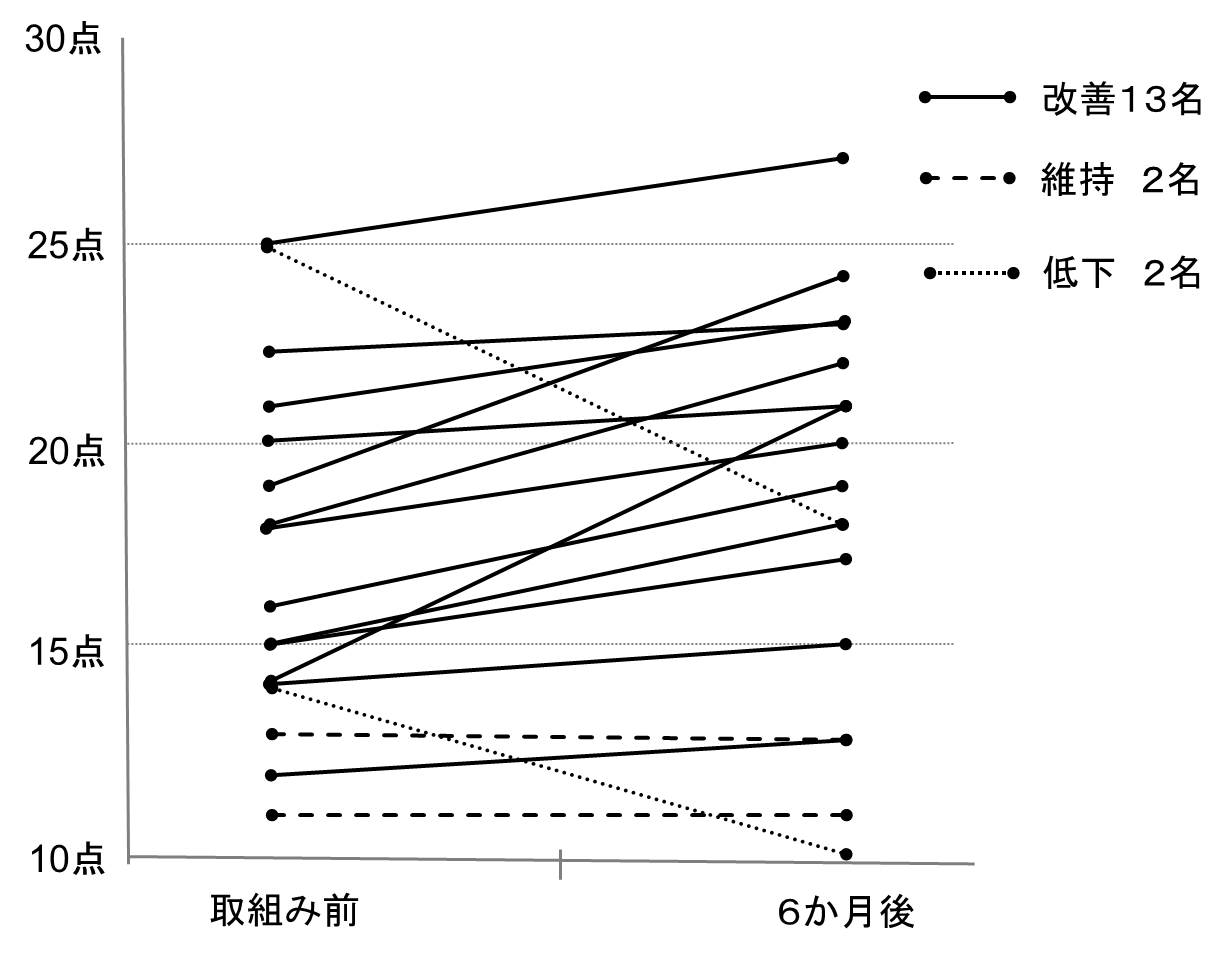 30点
25点
20点
15点
10点
取組み前
６か月後
改善１３名
維持　２名
低下　２名